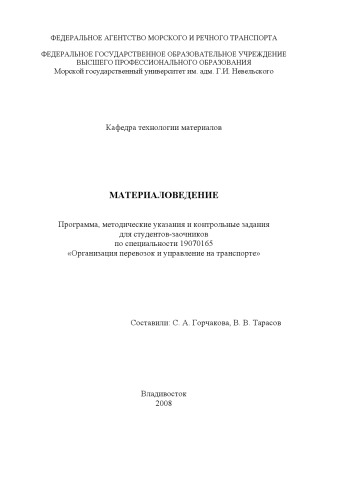 ФЕДЕРАЛЬНОЕ АГЕНТСТВО МОРСКОГО И РЕЧНОГО ТРАНСПОРТА
ФЕДЕРАЛЬНОЕ ГОСУДАРСТВЕННОЕ ОБРАЗОВАТЕЛЬНОЕ УЧРЕЖДЕНИЕ
ВЫСШЕГО ПРОФЕССИОНАЛЬНОГО ОБРАЗОВАНИЯ
Морской государственный университет им. адм. Г.И. Невельского
Кафедра технологии материалов
МАТЕРИАЛОВЕДЕНИЕ
Программа, методические указания и контрольные задания
для студентов-заочников
по специальности 19070165
«Организация перевозок и управление на транспорте»
Составили: С. А. Горчакова, В. В. Тарасов
Владивосток
2008